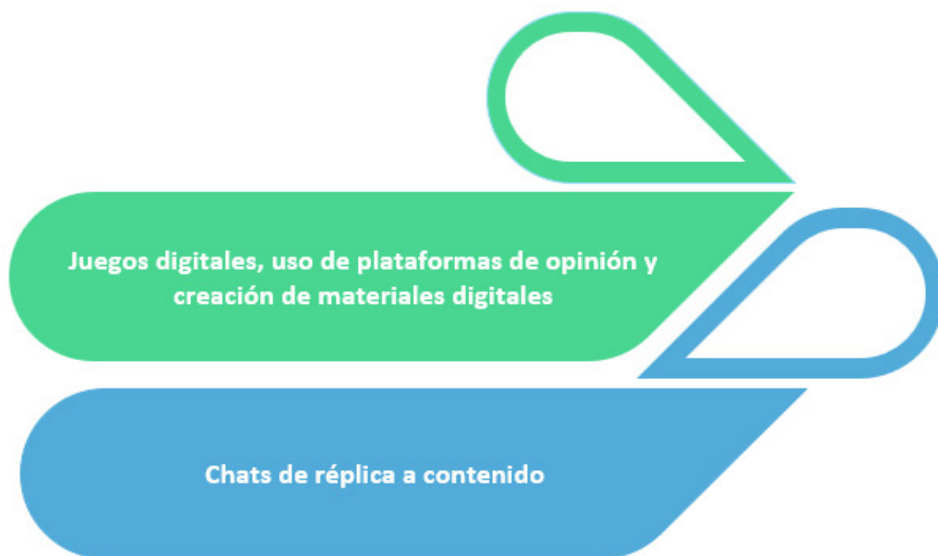 Juegos digitales, uso de plataformas de opinión y
creación de materiales digitales
Chats de réplica a contenido